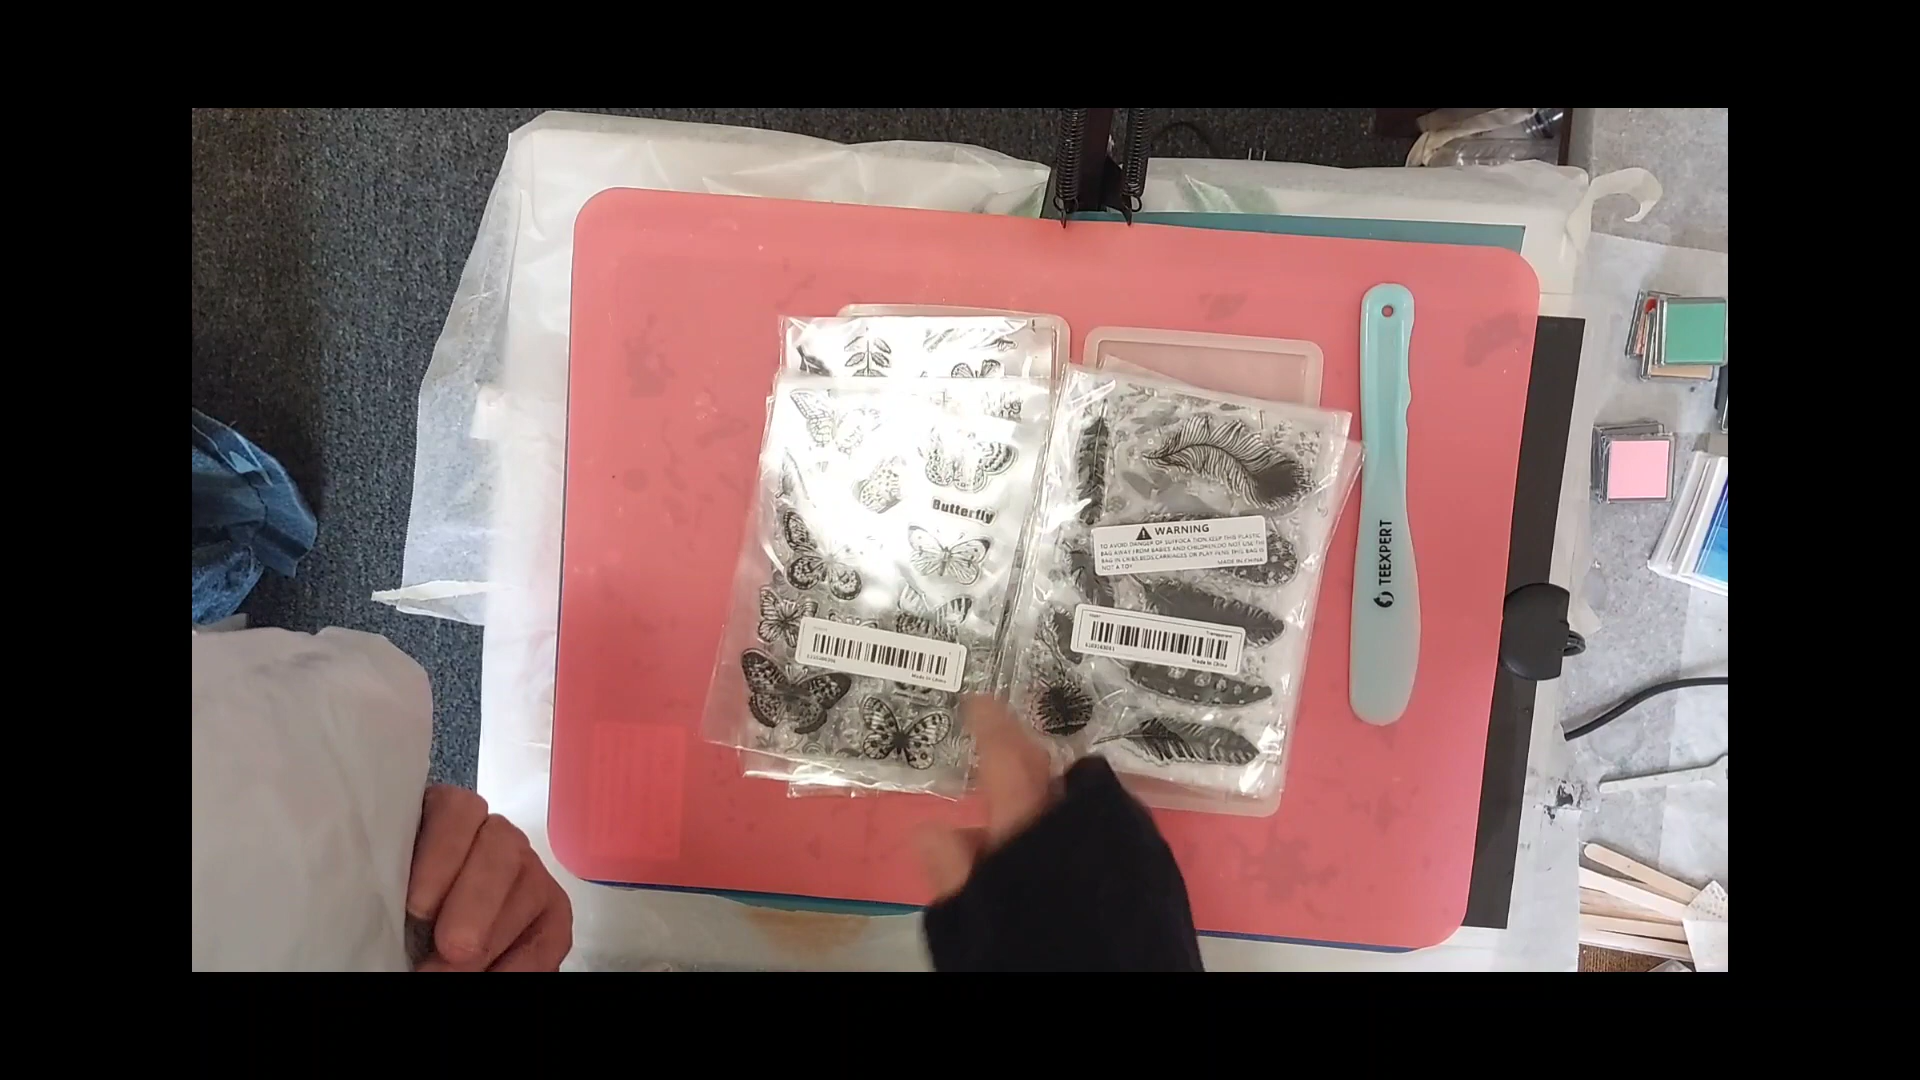 Butterfly
WARNING
TO AVOID DANGER OF SUFFOCATION,KEEP THIS PLASTIC
BAG AWAY FROM BABIES AND CHILDREN,DO NOT USE THIS
BAG IN CRIBS,BEDS,CARRIAGES OR PLAY PENS.THIS BAG IS
NOT A TOY
MADE IN CHINA
Transparent
Made In China
Made In China
TEEXPERT